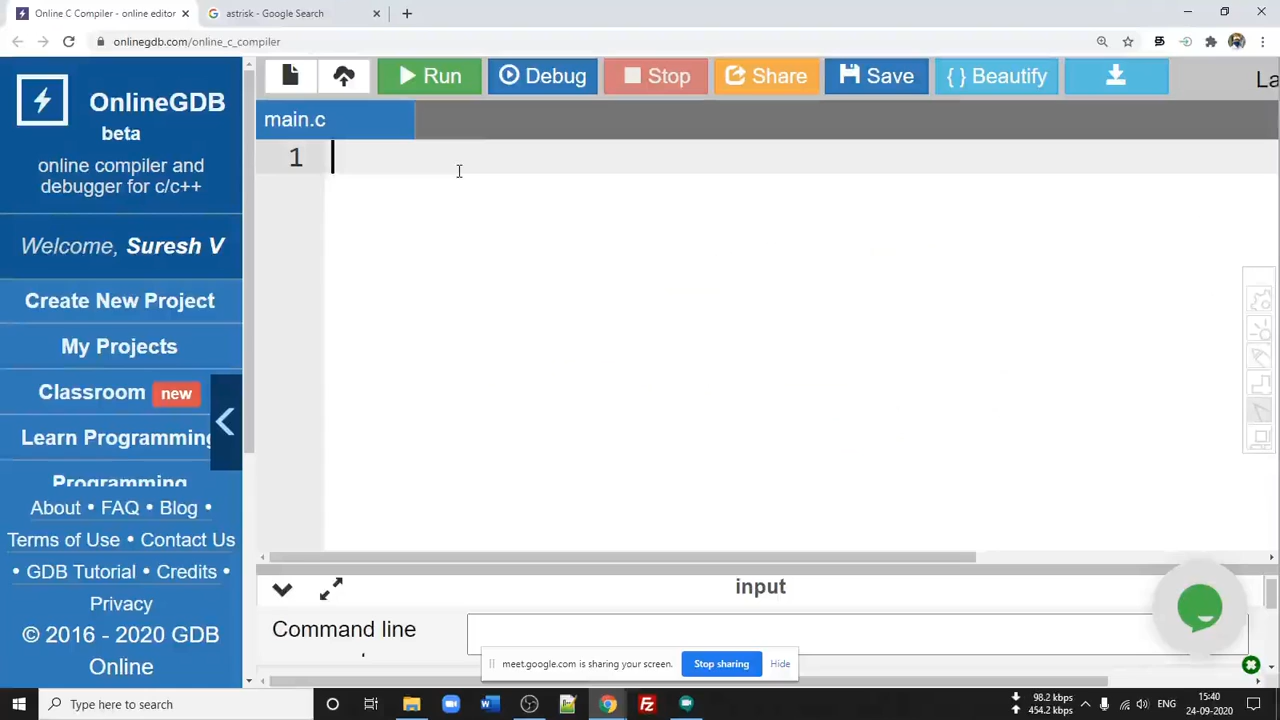 Online C Compiler - online editor
astrisk - Google Search
onlinegdb.com/online_c_compiler
OnlineGDB
beta
online compiler and
debugger for c/c++
Welcome, Suresh V
Create New Project
My Projects
Classroom new
Learn Programming
Programming
About • FAQ • Blog •
Terms of Use • Contact Us
• GDB Tutorial • Credits •
Privacy
© 2016 - 2020 GDB
Online
Run
Debug
Stop
Share
Save
{ } Beautify
La
main.c
1
input
Command line
meet.google.com is sharing your screen.
Stop sharing
Hide
Type here to search
98.2 kbps
454.2 kbps
ENG
15:40
24-09-2020